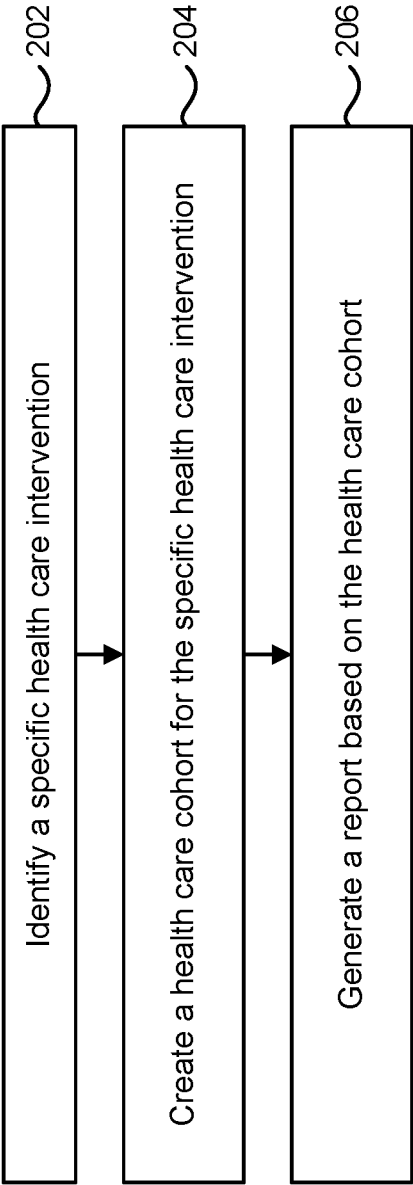 Identify a specific health care intervention
202
Create a health care cohort for the specific health care intervention
204
Generate a report based on the health care cohort
206